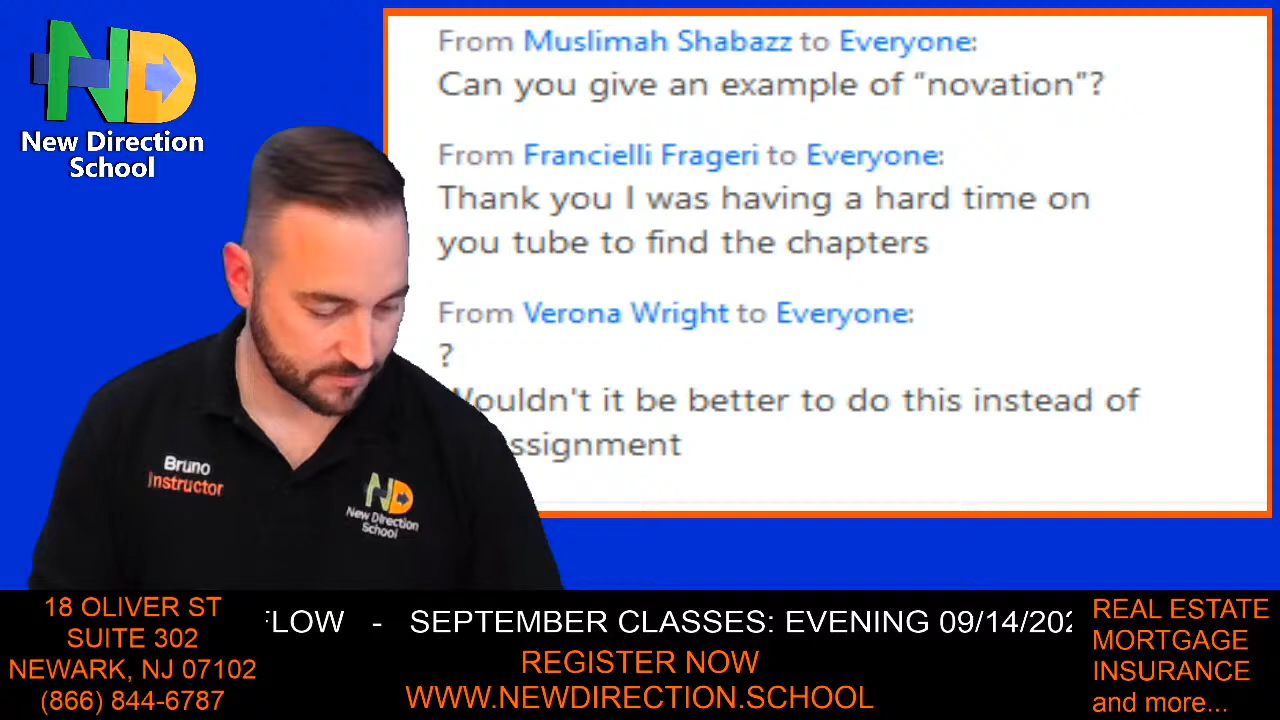 New Direction
School
From Muslimah Shabazz to Everyone:
Can you give an example of “novation”?
From Francielli Frageri to Everyone:
Thank you I was having a hard time on
you tube to find the chapters
From Verona Wright to Everyone:
?
Wouldn't it be better to do this instead of
ssignment
Bruno
Instructor
ND
New Direction
School
18 OLIVER ST
SUITE 302
NEWARK, NJ 07102
(866) 844-6787
FLOW - SEPTEMBER CLASSES: EVENING 09/14/202
REGISTER NOW
WWW.NEWDIRECTION.SCHOOL
REAL ESTATE
MORTGAGE
INSURANCE
and more...